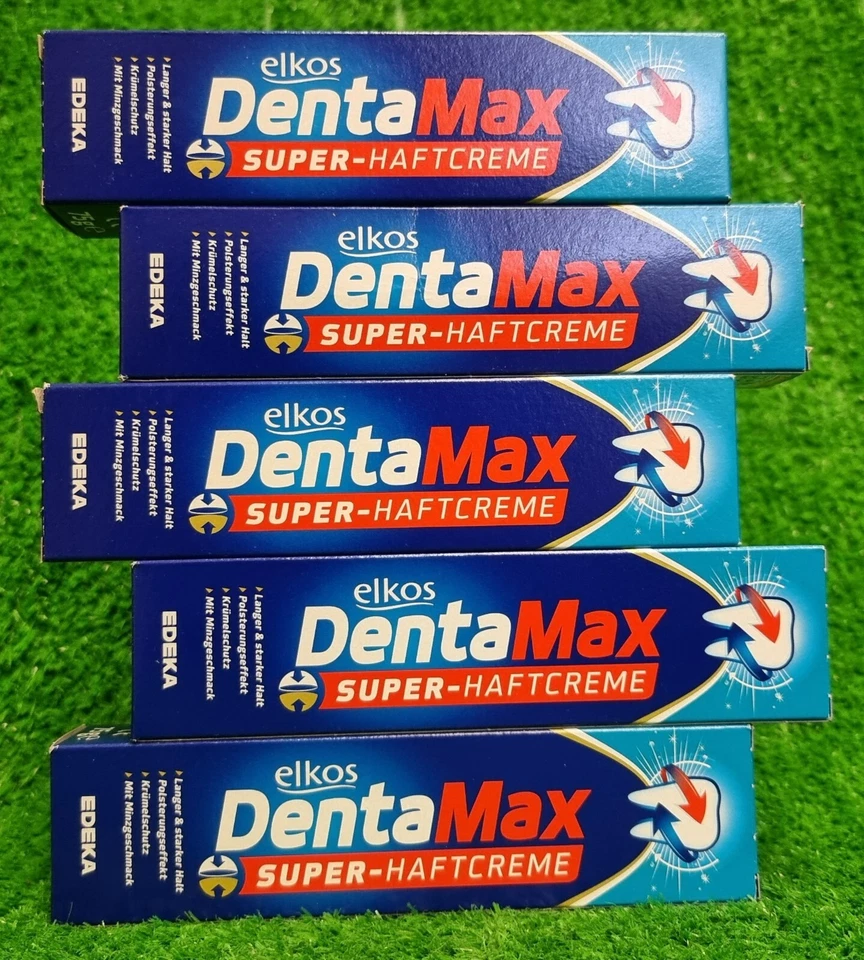 elkos
DentaMax
SUPER-HAFTCREME
› Langer & starker Halt
› Polsterungseffekt
› Krümelschutz
› Mit Minzgeschmack
EDEKA
elkos
DentaMax
SUPER-HAFTCREME
› Langer & starker Halt
› Polsterungseffekt
› Krümelschutz
› Mit Minzgeschmack
EDEKA
elkos
DentaMax
SUPER-HAFTCREME
› Langer & starker Halt
› Polsterungseffekt
› Krümelschutz
› Mit Minzgeschmack
EDEKA
elkos
DentaMax
SUPER-HAFTCREME
› Langer & starker Halt
› Polsterungseffekt
› Krümelschutz
› Mit Minzgeschmack
EDEKA
elkos
DentaMax
SUPER-HAFTCREME
› Langer & starker Halt
› Polsterungseffekt
› Krümelschutz
› Mit Minzgeschmack
EDEKA